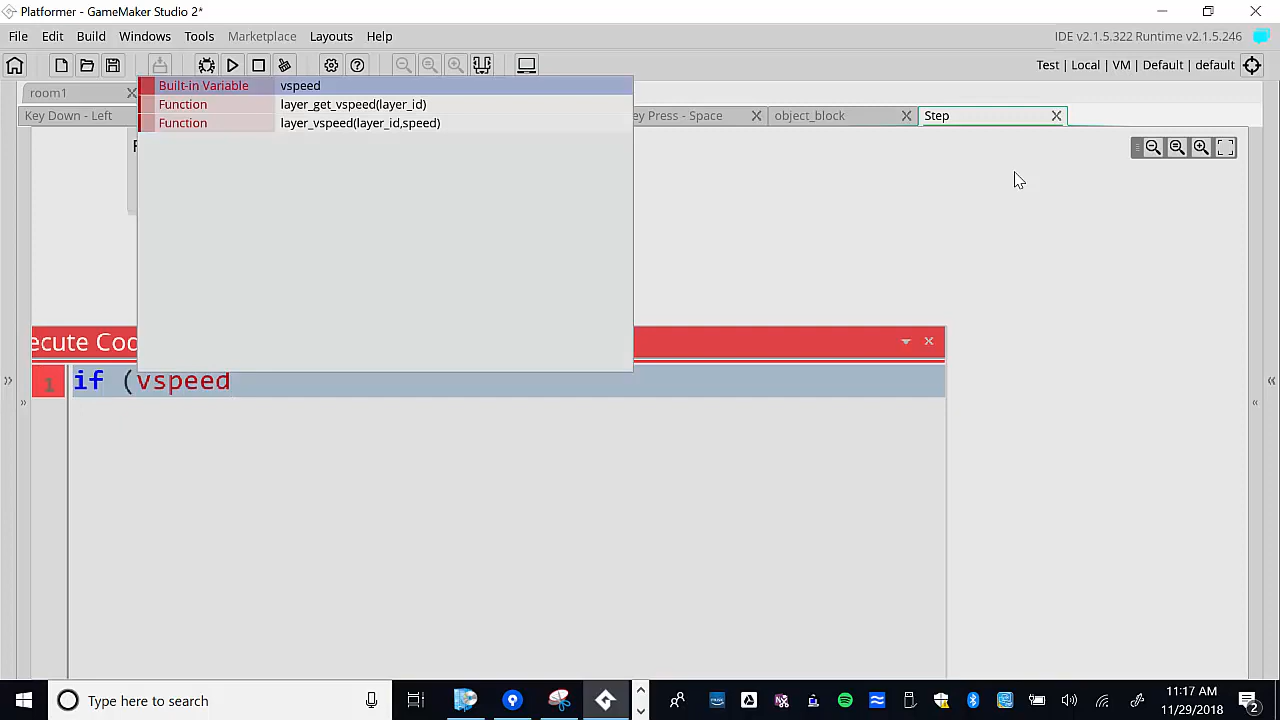 Platformer - GameMaker Studio 2*
File Edit Build Windows Tools Marketplace Layouts Help
IDE v2.1.5.322 Runtime v2.1.5.246
Test | Local | VM | Default | default
room1
Key Down - Left
ey Press - Space
object_block
Step
Built-in Variable vspeed
Function layer_get_vspeed(layer_id)
Function layer_vspeed(layer_id,speed)
ecute Cod
1 if (vspeed
Type here to search
11:17 AM
11/29/2018
2